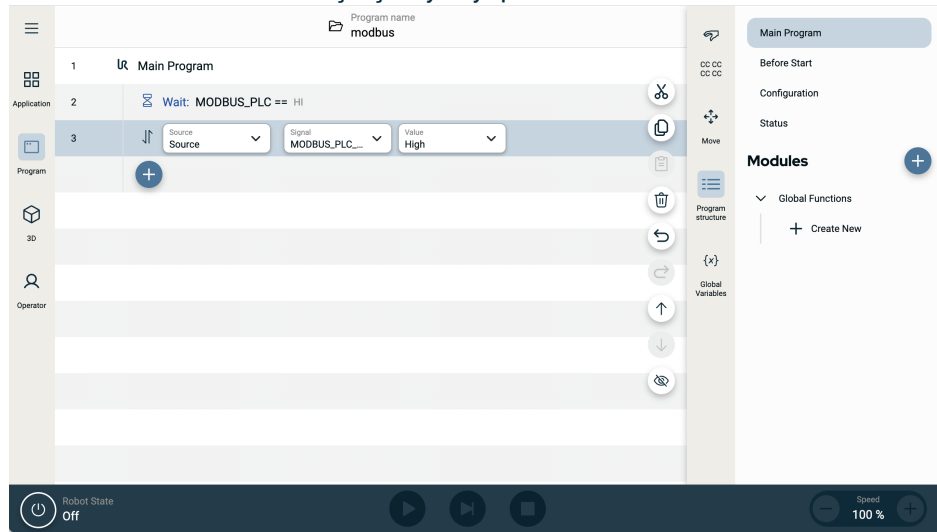 Program name
modbus
Application
Program
3D
Operator
1 Main Program
2 Wait: MODBUS_PLC == HI
3
Source
Source
Signal
MODBUS_PLC_...
Value
High
CC CC
CC CC
Move
Program
structure
{x}
Global
Variables
Main Program
Before Start
Configuration
Status
Modules
Global Functions
Create New
Robot State
Off
Speed
100 %